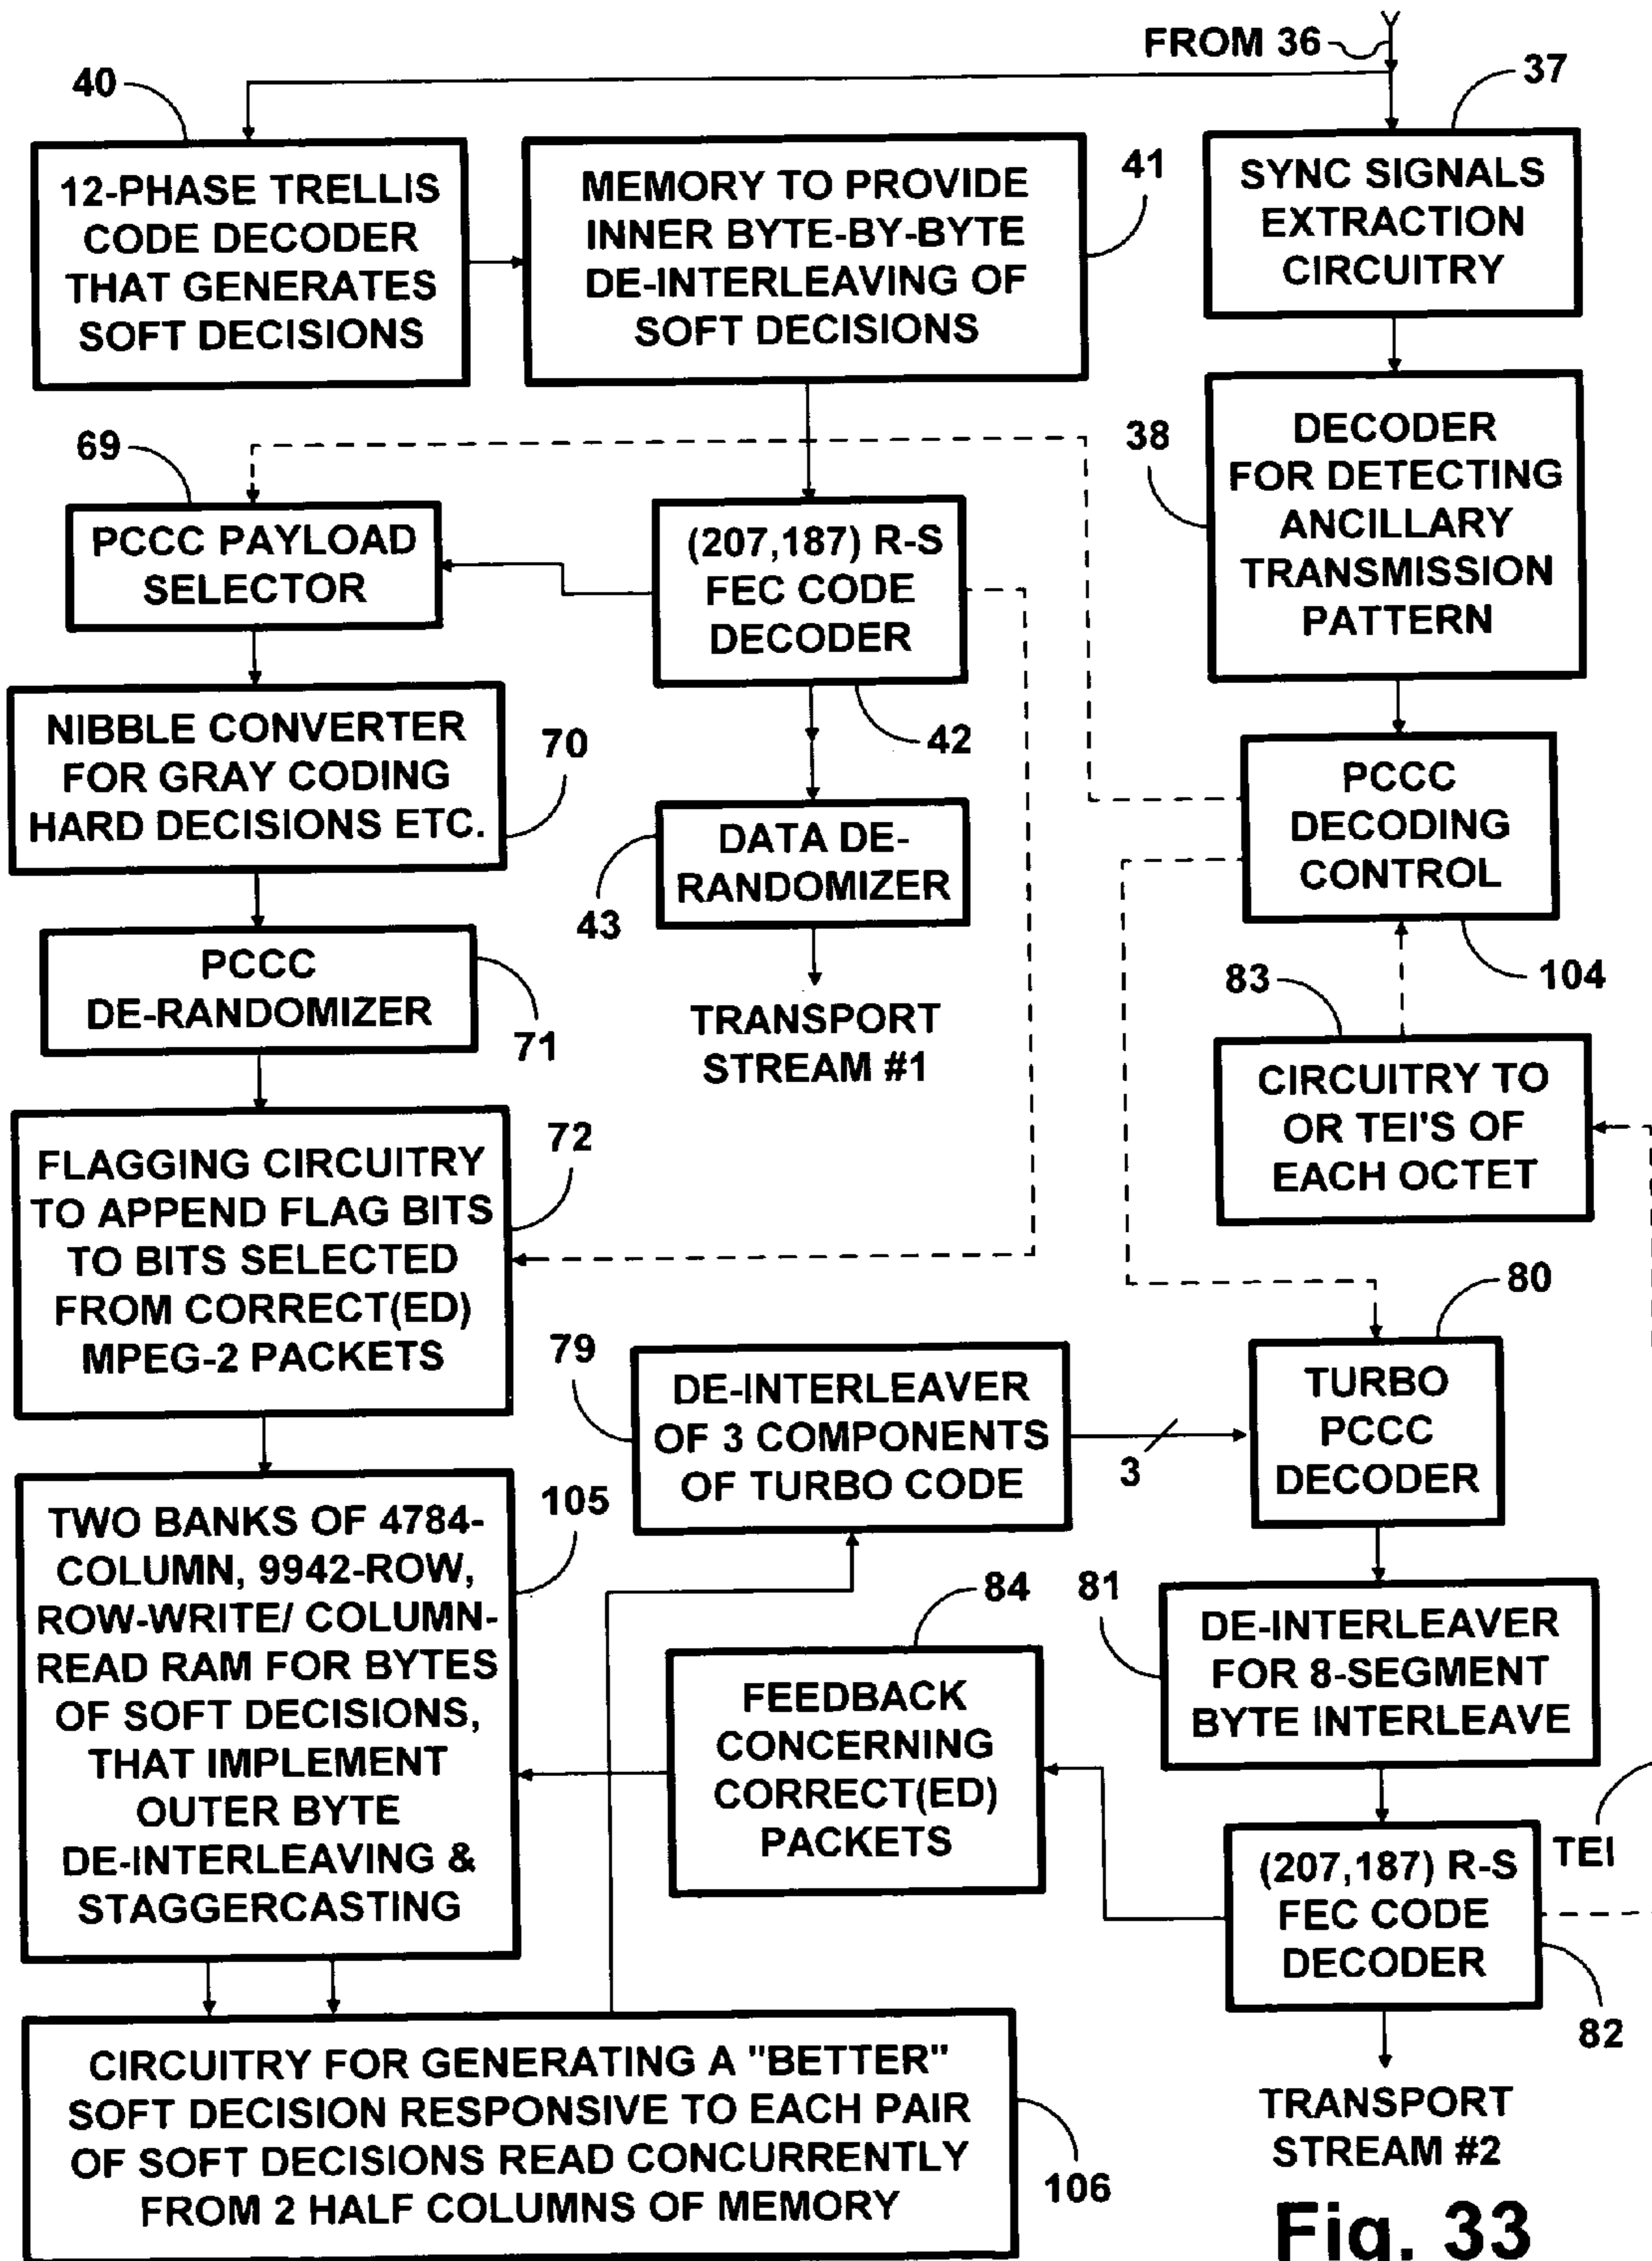 FROM 36
37
40
12-PHASE TRELLIS
CODE DECODER
THAT GENERATES
SOFT DECISIONS
MEMORY TO PROVIDE
INNER BYTE-BY-BYTE
DE-INTERLEAVING OF
SOFT DECISIONS
41
SYNC SIGNALS
EXTRACTION
CIRCUITRY
38
DECODER
FOR DETECTING
ANCILLARY
TRANSMISSION
PATTERN
69
PCCC PAYLOAD
SELECTOR
(207,187) R-S
FEC CODE
DECODER
42
NIBBLE CONVERTER
FOR GRAY CODING
HARD DECISIONS ETC.
70
DATA DE-
RANDOMIZER
43
PCCC
DECODING
CONTROL
104
PCCC
DE-RANDOMIZER
71
TRANSPORT
STREAM #1
83
CIRCUITRY TO
OR TEI'S OF
EACH OCTET
72
FLAGGING CIRCUITRY
TO APPEND FLAG BITS
TO BITS SELECTED
FROM CORRECT(ED)
MPEG-2 PACKETS
79
DE-INTERLEAVER
OF 3 COMPONENTS
OF TURBO CODE
3
80
TURBO
PCCC
DECODER
105
TWO BANKS OF 4784-
COLUMN, 9942-ROW,
ROW-WRITE/ COLUMN-
READ RAM FOR BYTES
OF SOFT DECISIONS,
THAT IMPLEMENT
OUTER BYTE
DE-INTERLEAVING &
STAGGERCASTING
84
FEEDBACK
CONCERNING
CORRECT(ED)
PACKETS
81
DE-INTERLEAVER
FOR 8-SEGMENT
BYTE INTERLEAVE
(207,187) R-S
FEC CODE
DECODER
TEI
82
CIRCUITRY FOR GENERATING A "BETTER"
SOFT DECISION RESPONSIVE TO EACH PAIR
OF SOFT DECISIONS READ CONCURRENTLY
FROM 2 HALF COLUMNS OF MEMORY
106
TRANSPORT
STREAM #2
Fig. 33